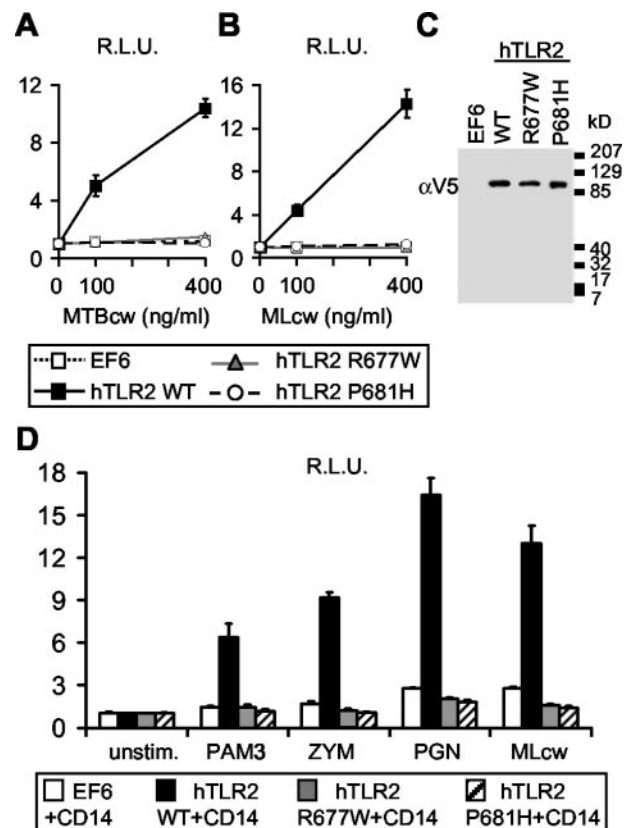 A
R.L.U.
12
8
4
0
0 100 400
MTBcw (ng/ml)
B
R.L.U.
16
12
8
4
0
0 100 400
MLcw (ng/ml)
C
hTLR2
EF6
WT
R677W
P681H
kD
αV5
207
129
85
40
32
17
7
EF6
hTLR2 R677W
hTLR2 WT
hTLR2 P681H
D
R.L.U.
18
15
12
9
6
3
0
unstim. PAM3 ZYM PGN MLcw
EF6
+CD14
hTLR2
WT+CD14
hTLR2
R677W+CD14
hTLR2
P681H+CD14